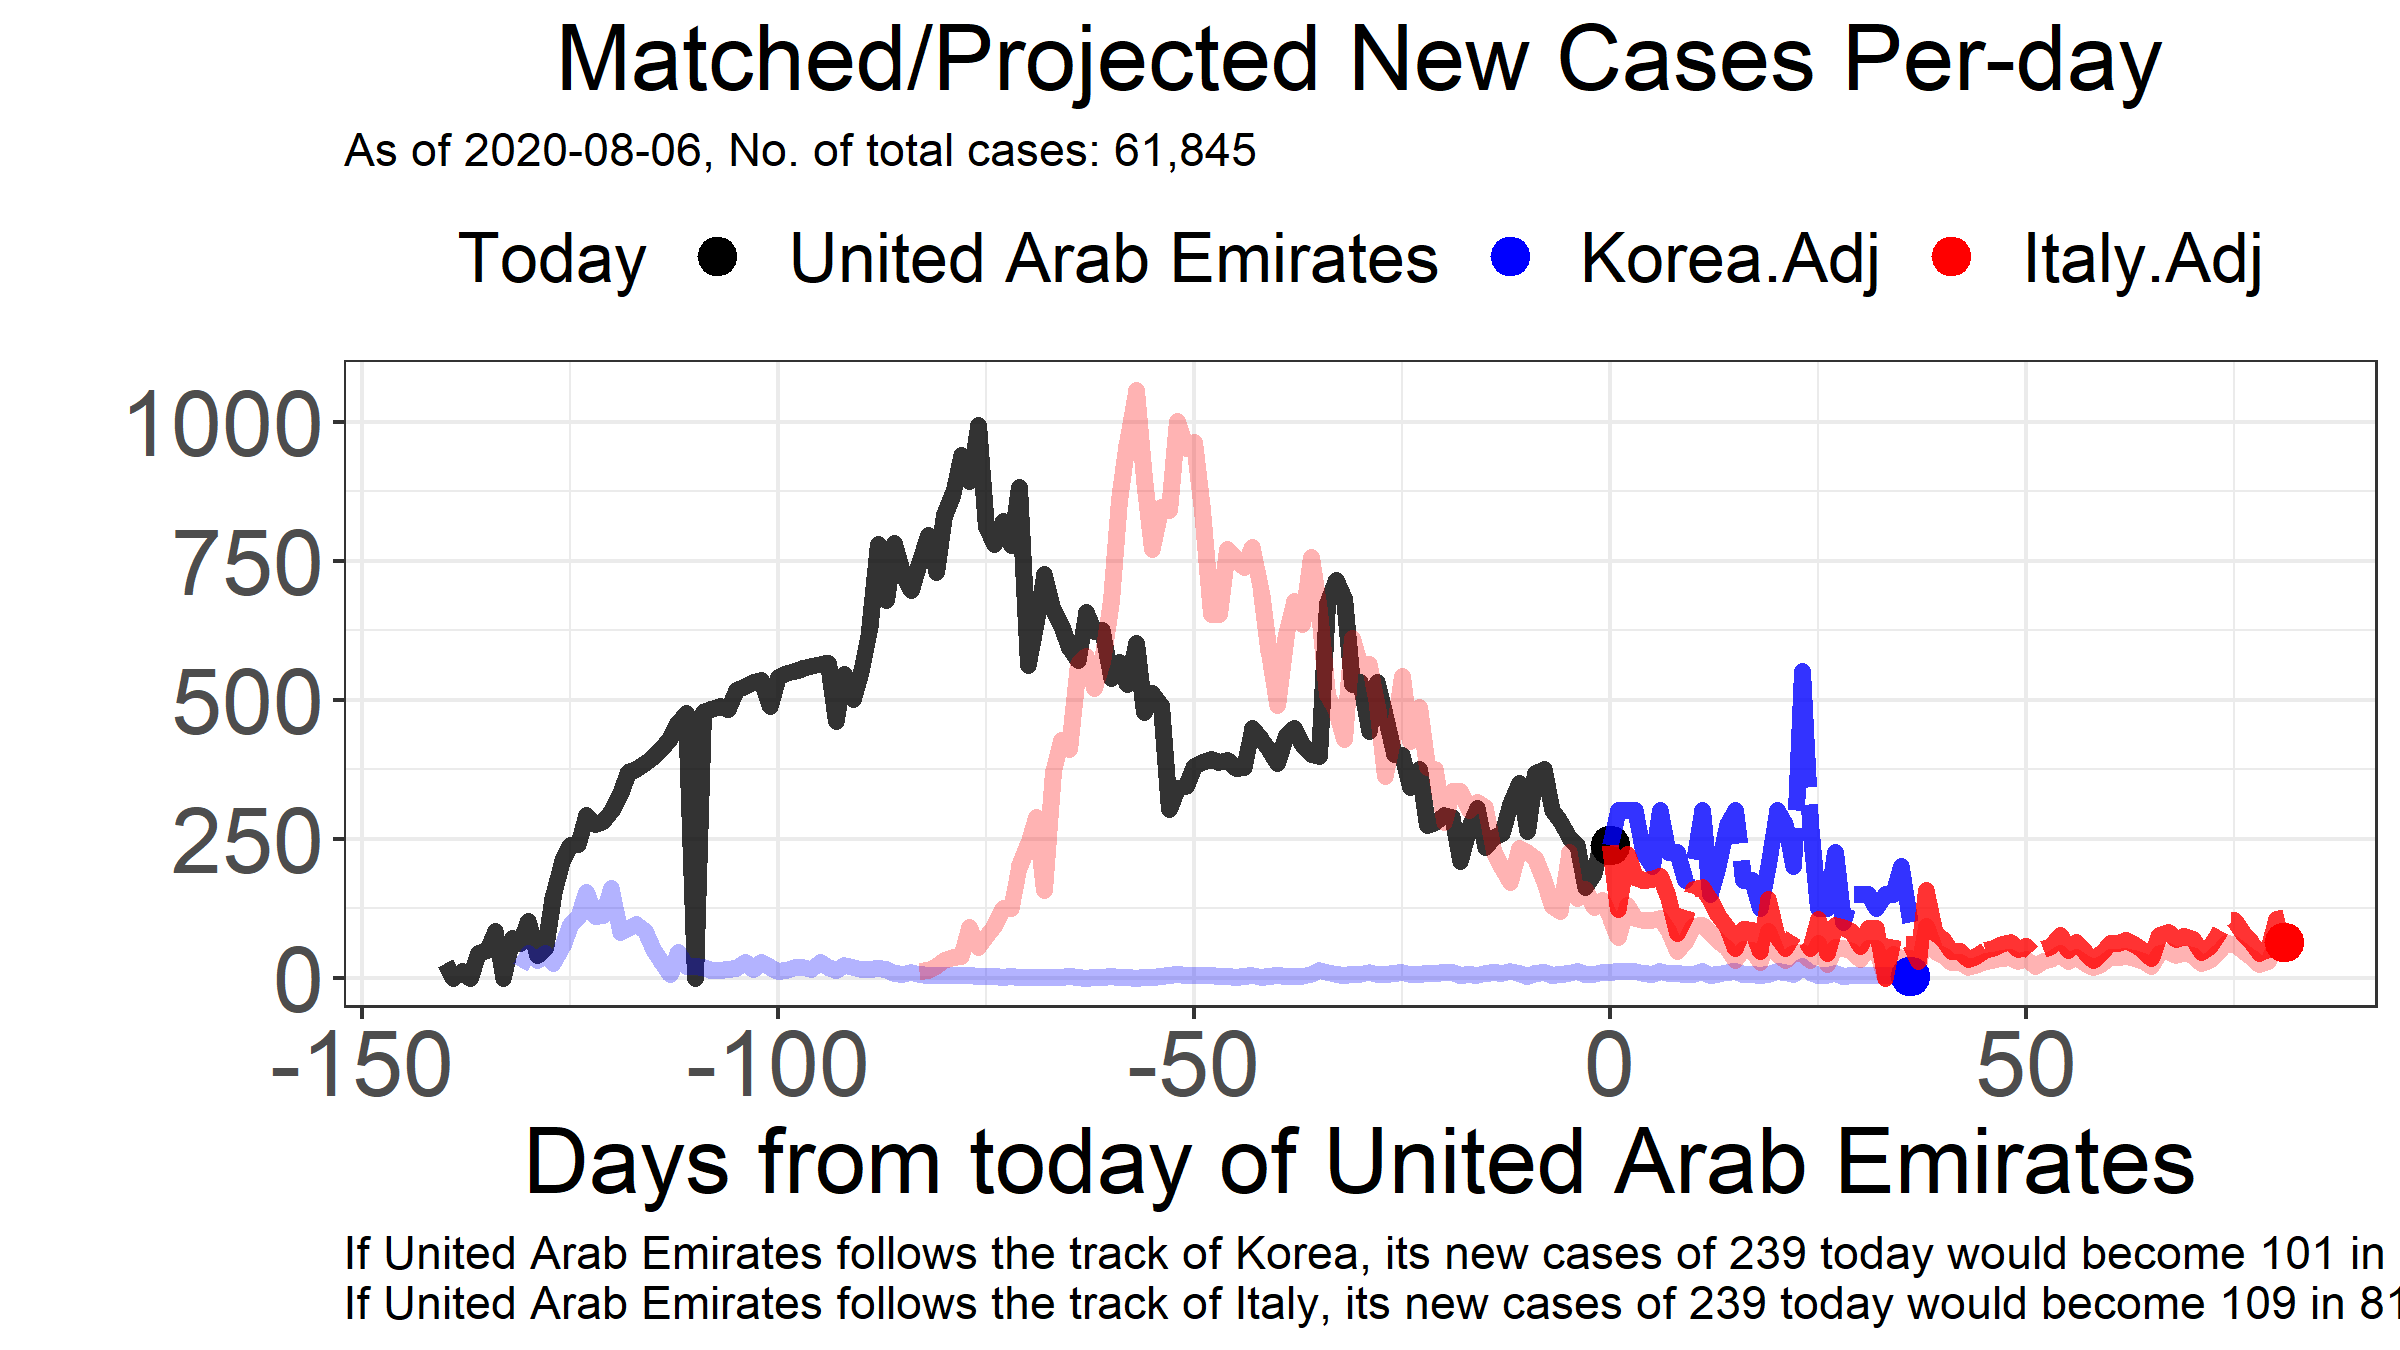 Matched/Projected New Cases Per-day
As of 2020-08-06, No. of total cases: 61,845
Today United Arab Emirates Korea.Adj Italy.Adj
1000
750
500
250
0
-150 -100 -50 0 50
Days from today of United Arab Emirates
If United Arab Emirates follows the track of Korea, its new cases of 239 today would become 101 in
If United Arab Emirates follows the track of Italy, its new cases of 239 today would become 109 in 81